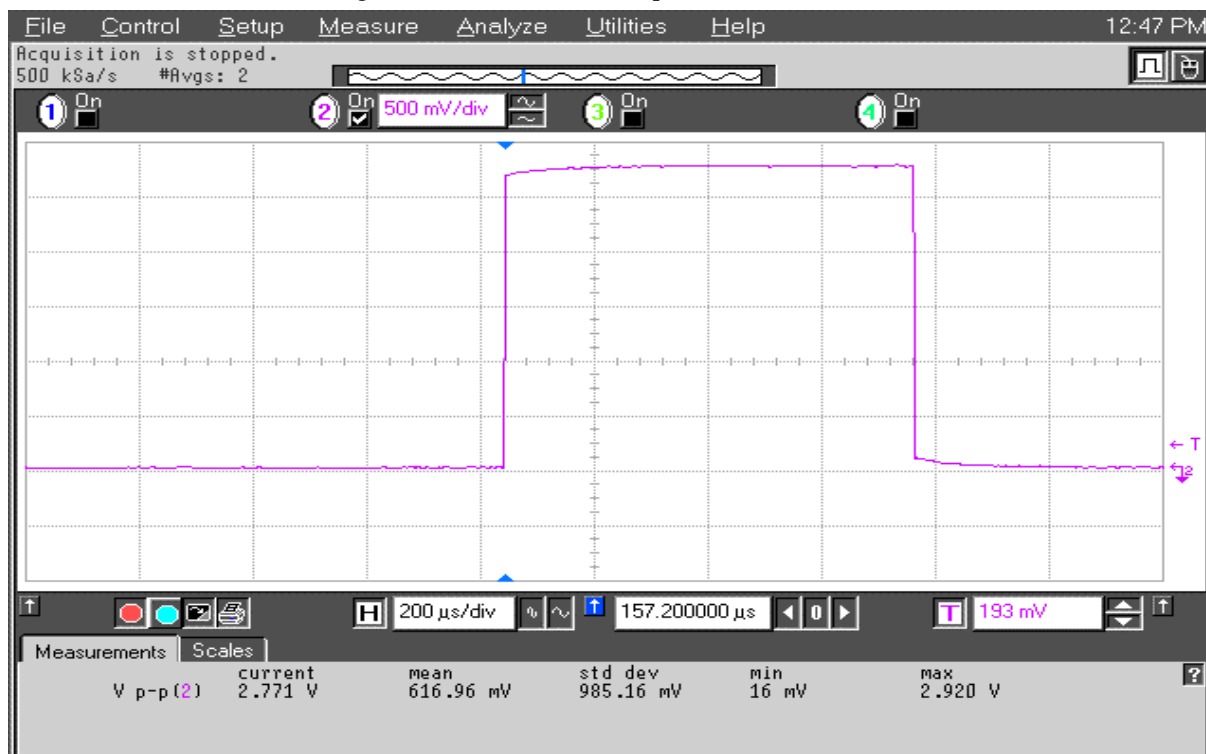 File Control Setup Measure Analyze Utilities Help 12:47 PM
Acquisition is stopped.
500 kSa/s #Avgs: 2
1 On 2 On 500 mV/div 3 On 4 On
T
2
H 200 µs/div 157.200000 µs 0 T 193 mV
Measurements Scales
current mean std dev min max ?
V p-p(2) 2.771 V 616.96 mV 985.16 mV 16 mV 2.920 V